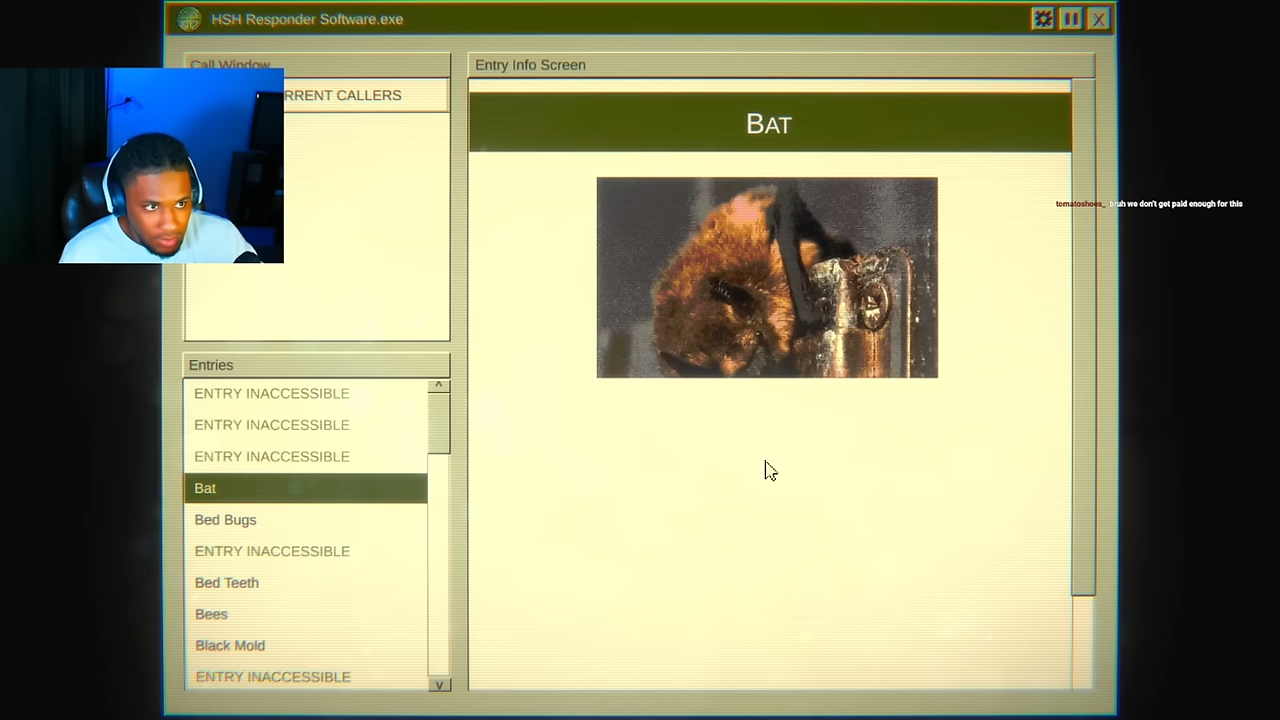 HSH Responder Software.exe
X
Call Window
RRENT CALLERS
Entry Info Screen
BAT
tomatoshoes_ bruh we don't get paid enough for this
Entries
ENTRY INACCESSIBLE
ENTRY INACCESSIBLE
ENTRY INACCESSIBLE
Bat
Bed Bugs
ENTRY INACCESSIBLE
Bed Teeth
Bees
Black Mold
ENTRY INACCESSIBLE